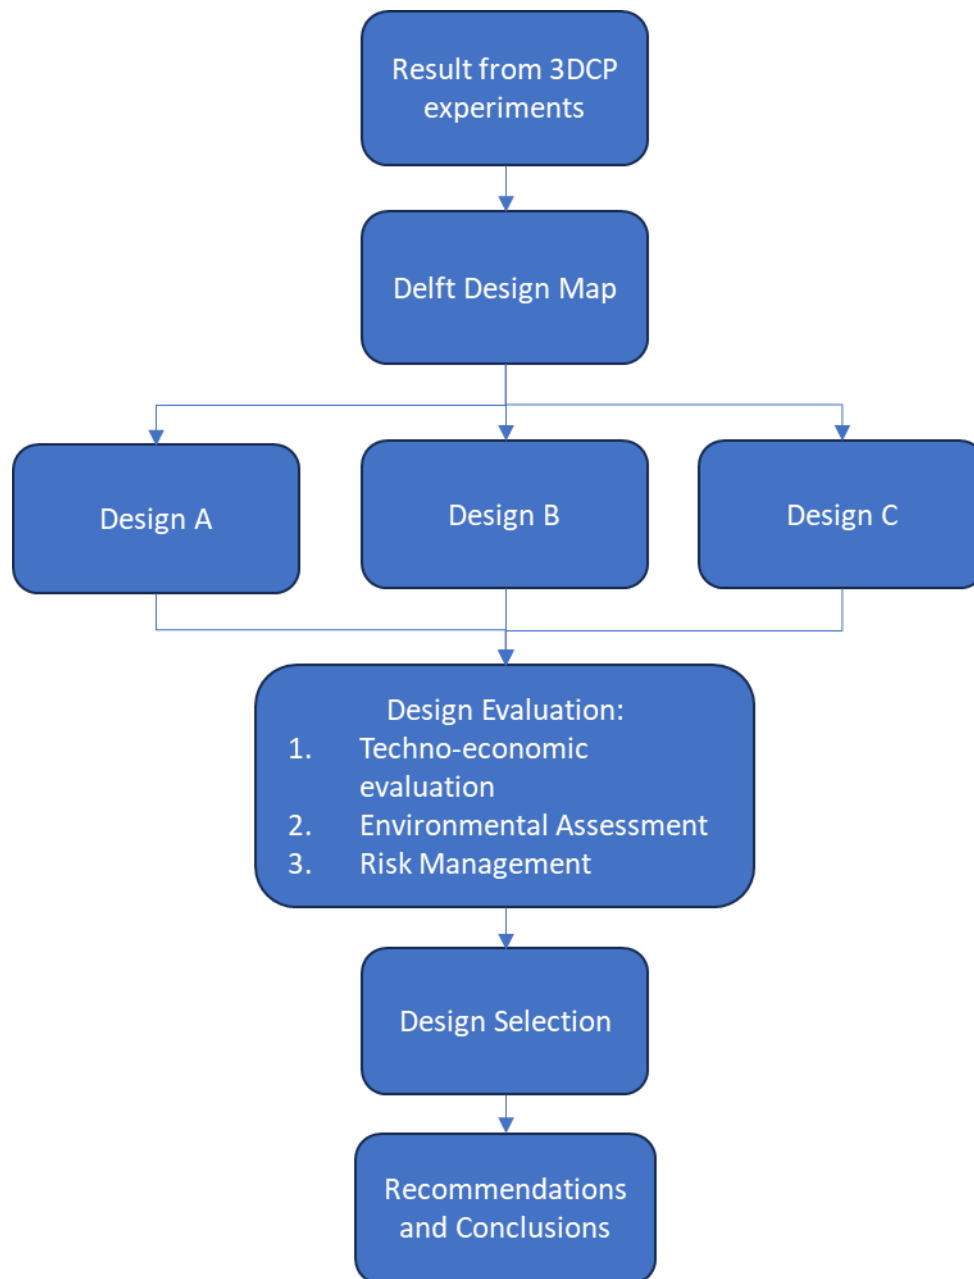 Result from 3DCP
experiments
Delft Design Map
Design A
Design B
Design C
Design Evaluation:
1. Techno-economic
evaluation
2. Environmental Assessment
3. Risk Management
Design Selection
Recommendations
and Conclusions